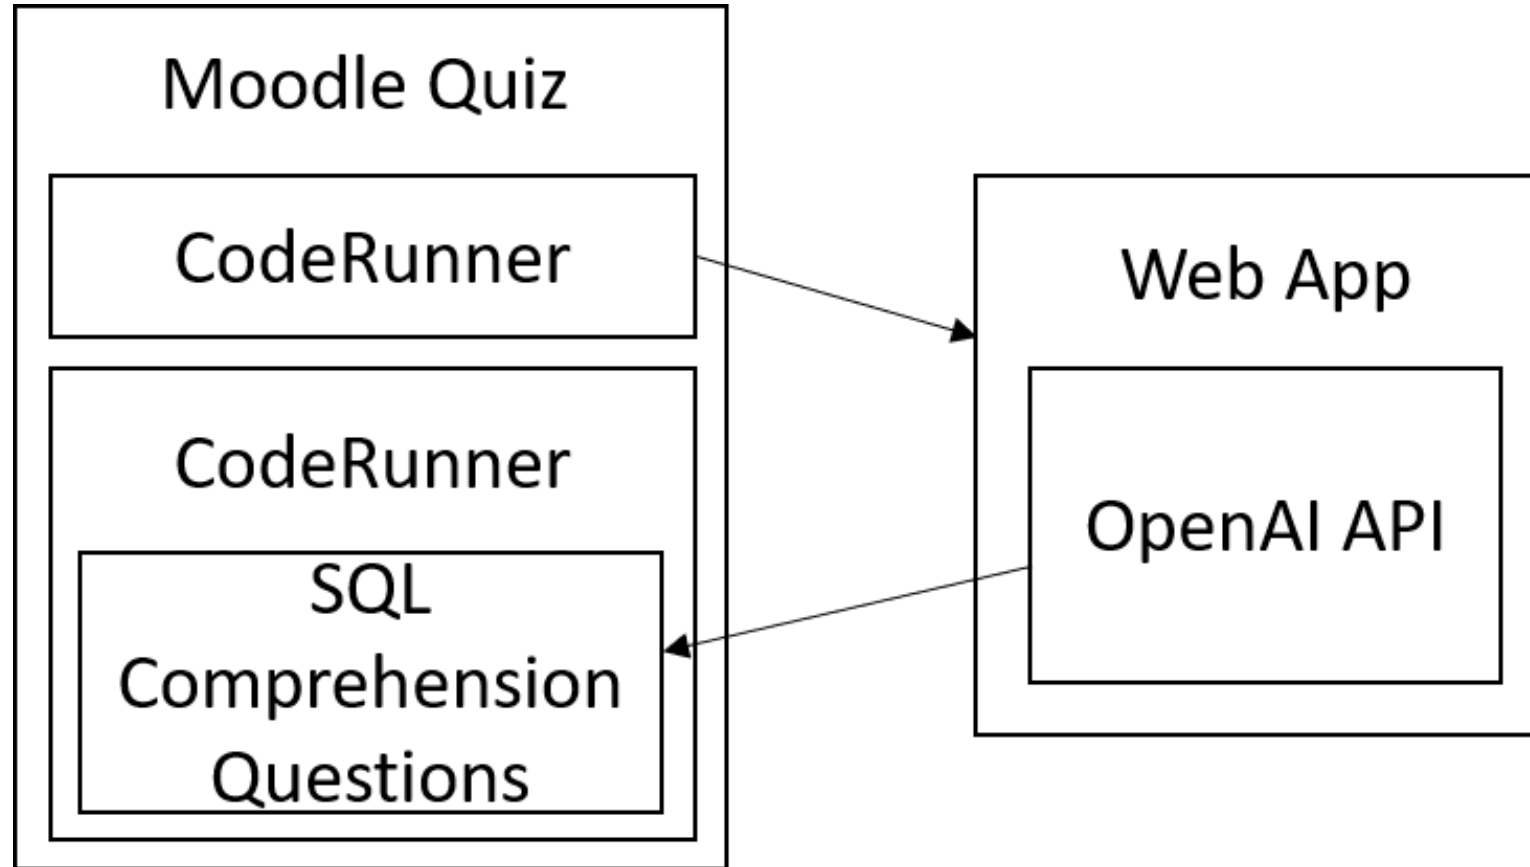 Moodle Quiz
CodeRunner
CodeRunner
SQL
Comprehension
Questions
Web App
OpenAI API